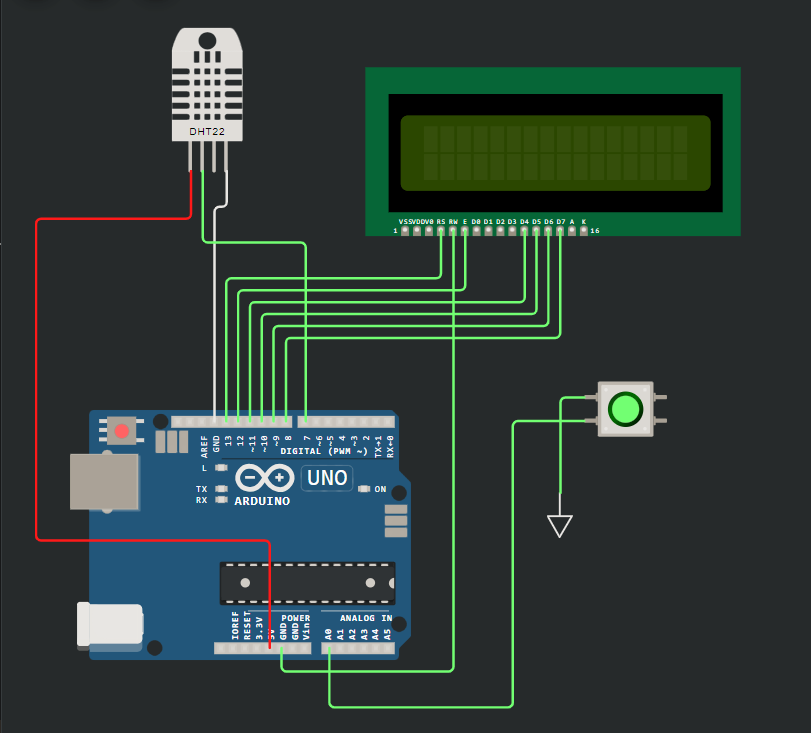 DHT22
VSS VDD V0 RS RW E D0 D1 D2 D3 D4 D5 D6 D7 A K
1 16
AREF GND 13 12 ~11 ~10 ~9 8 7 ~6 ~5 4 ~3 2 TX→1 RX←0
DIGITAL (PWM ~)
L
TX
RX
UNO
ON
ARDUINO
POWER
ANALOG IN
IOREF RESET 3.3V 5V GND GND Vin A0 A1 A2 A3 A4 A5